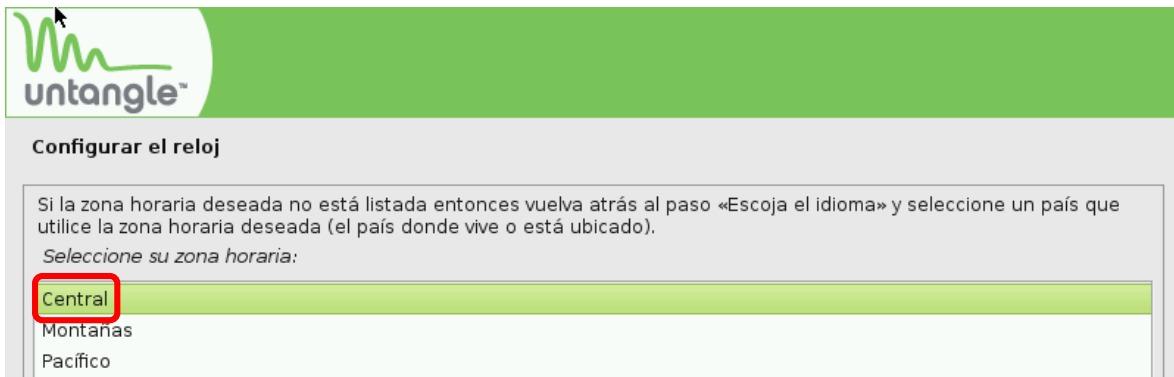 untangle™
Configurar el reloj
Si la zona horaria deseada no está listada entonces vuelva atrás al paso «Escoja el idioma» y seleccione un país que
utilice la zona horaria deseada (el país donde vive o está ubicado).
Seleccione su zona horaria:
Central
Montañas
Pacífico